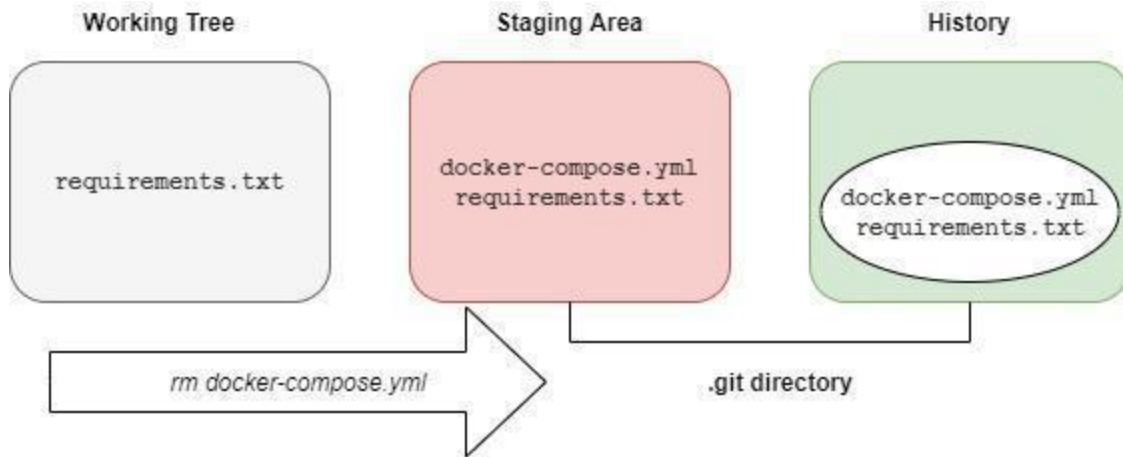 Working Tree
Staging Area
History
requirements.txt
docker-compose.yml
requirements.txt
docker-compose.yml
requirements.txt
rm docker-compose.yml
.git directory